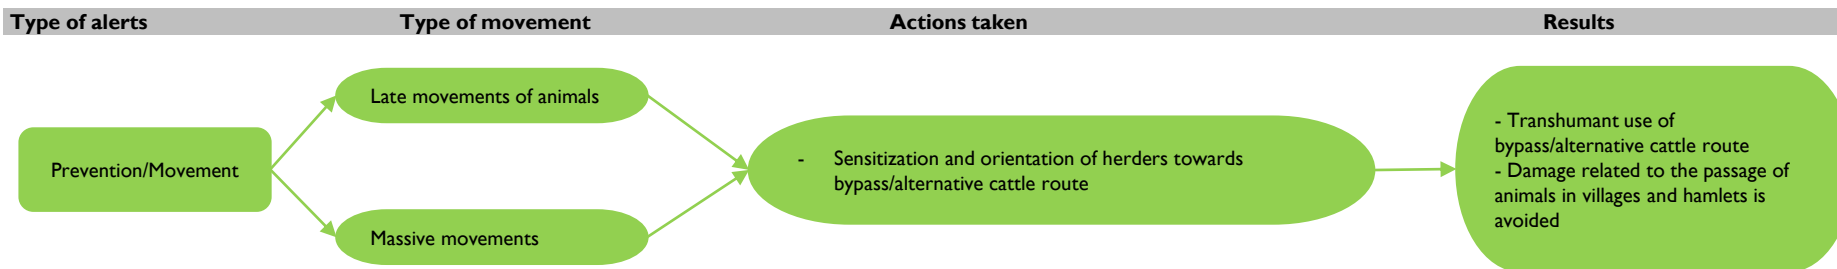 Type of alerts
Type of movement
Actions taken
Results
Prevention/Movement
Late movements of animals
Massive movements
- Sensitization and orientation of herders towards
bypass/alternative cattle route
- Transhumant use of
bypass/alternative cattle route
- Damage related to the passage of
animals in villages and hamlets is
avoided